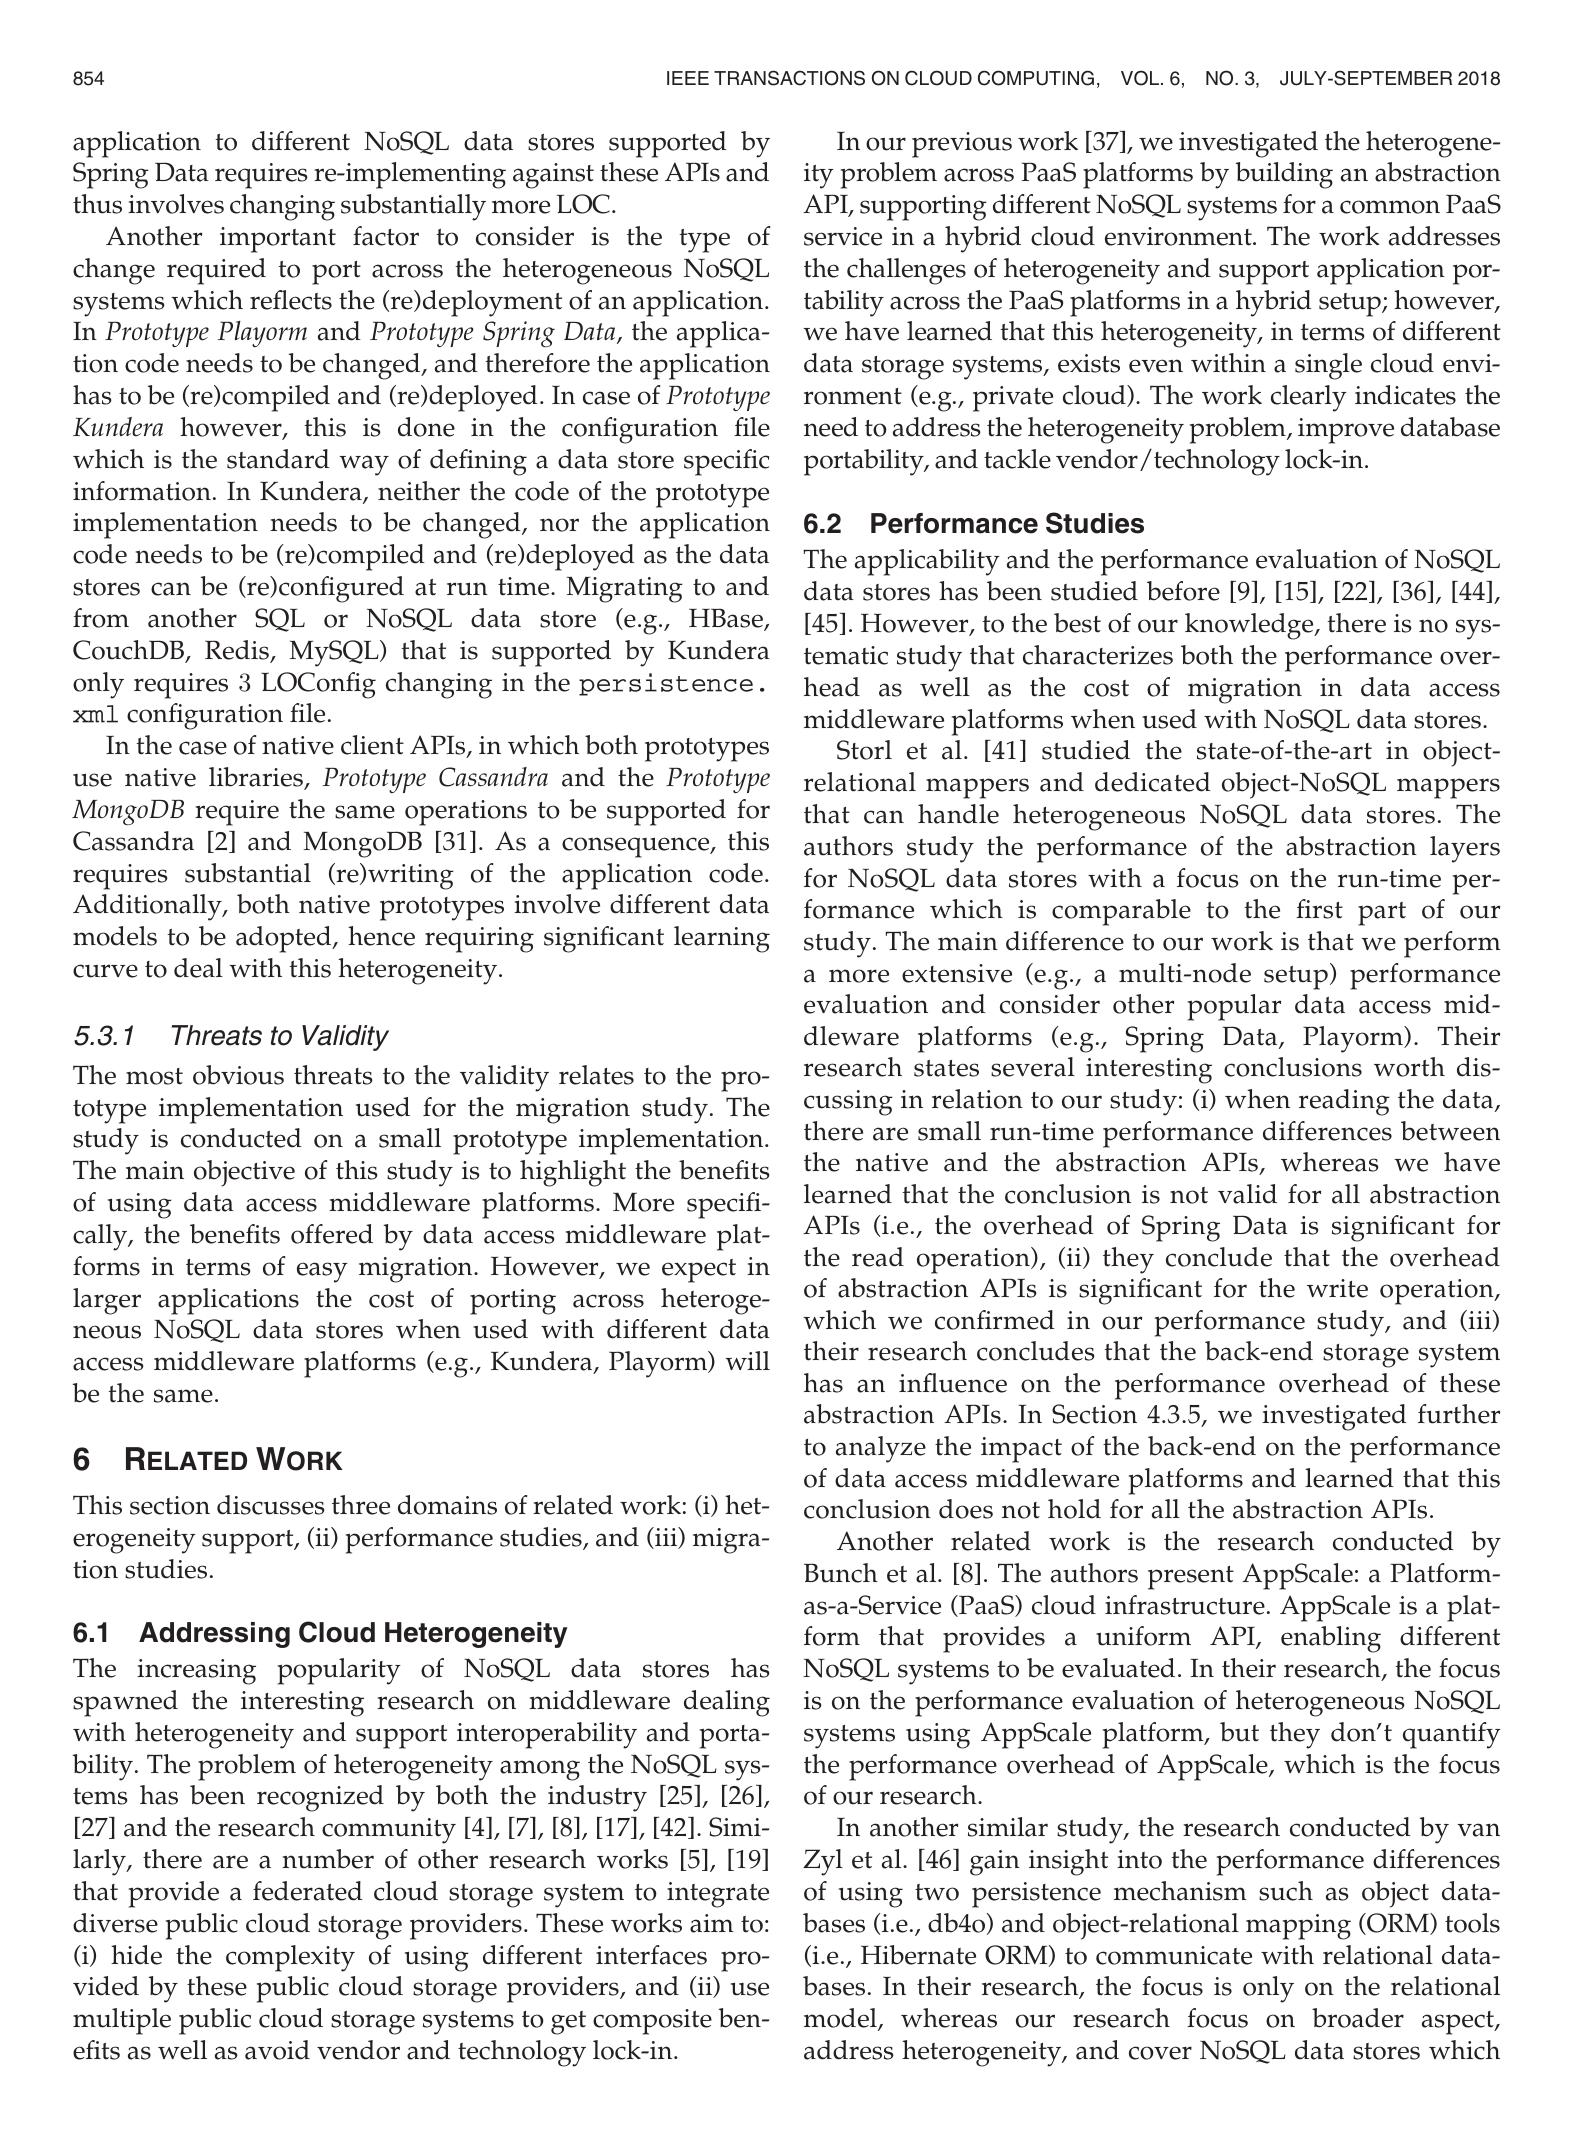 854
IEEE TRANSACTIONS ON CLOUD COMPUTING, VOL. 6, NO. 3, JULY-SEPTEMBER 2018
application to different NoSQL data stores supported by
Spring Data requires re-implementing against these APIs and
thus involves changing substantially more LOC.
Another important factor to consider is the type of
change required to port across the heterogeneous NoSQL
systems which reflects the (re)deployment of an application.
In Prototype Playorm and Prototype Spring Data, the applica-
tion code needs to be changed, and therefore the application
has to be (re)compiled and (re)deployed. In case of Prototype
Kundera however, this is done in the configuration file
which is the standard way of defining a data store specific
information. In Kundera, neither the code of the prototype
implementation needs to be changed, nor the application
code needs to be (re)compiled and (re)deployed as the data
stores can be (re)configured at run time. Migrating to and
from another SQL or NoSQL data store (e.g., HBase,
CouchDB, Redis, MySQL) that is supported by Kundera
only requires 3 LOConfig changing in the persistence.
xml configuration file.
In the case of native client APIs, in which both prototypes
use native libraries, Prototype Cassandra and the Prototype
MongoDB require the same operations to be supported for
Cassandra [2] and MongoDB [31]. As a consequence, this
requires substantial (re)writing of the application code.
Additionally, both native prototypes involve different data
models to be adopted, hence requiring significant learning
curve to deal with this heterogeneity.
5.3.1 Threats to Validity
The most obvious threats to the validity relates to the pro-
totype implementation used for the migration study. The
study is conducted on a small prototype implementation.
The main objective of this study is to highlight the benefits
of using data access middleware platforms. More specifi-
cally, the benefits offered by data access middleware plat-
forms in terms of easy migration. However, we expect in
larger applications the cost of porting across heteroge-
neous NoSQL data stores when used with different data
access middleware platforms (e.g., Kundera, Playorm) will
be the same.
6 RELATED WORK
This section discusses three domains of related work: (i) het-
erogeneity support, (ii) performance studies, and (iii) migra-
tion studies.
6.1 Addressing Cloud Heterogeneity
The increasing popularity of NoSQL data stores has
spawned the interesting research on middleware dealing
with heterogeneity and support interoperability and porta-
bility. The problem of heterogeneity among the NoSQL sys-
tems has been recognized by both the industry [25], [26],
[27] and the research community [4], [7], [8], [17], [42]. Simi-
larly, there are a number of other research works [5], [19]
that provide a federated cloud storage system to integrate
diverse public cloud storage providers. These works aim to:
(i) hide the complexity of using different interfaces pro-
vided by these public cloud storage providers, and (ii) use
multiple public cloud storage systems to get composite ben-
efits as well as avoid vendor and technology lock-in.
In our previous work [37], we investigated the heterogene-
ity problem across PaaS platforms by building an abstraction
API, supporting different NoSQL systems for a common PaaS
service in a hybrid cloud environment. The work addresses
the challenges of heterogeneity and support application por-
tability across the PaaS platforms in a hybrid setup; however,
we have learned that this heterogeneity, in terms of different
data storage systems, exists even within a single cloud envi-
ronment (e.g., private cloud). The work clearly indicates the
need to address the heterogeneity problem, improve database
portability, and tackle vendor/technology lock-in.
6.2 Performance Studies
The applicability and the performance evaluation of NoSQL
data stores has been studied before [9], [15], [22], [36], [44],
[45]. However, to the best of our knowledge, there is no sys-
tematic study that characterizes both the performance over-
head as well as the cost of migration in data access
middleware platforms when used with NoSQL data stores.
Storl et al. [41] studied the state-of-the-art in object-
relational mappers and dedicated object-NoSQL mappers
that can handle heterogeneous NoSQL data stores. The
authors study the performance of the abstraction layers
for NoSQL data stores with a focus on the run-time per-
formance which is comparable to the first part of our
study. The main difference to our work is that we perform
a more extensive (e.g., a multi-node setup) performance
evaluation and consider other popular data access mid-
dleware platforms (e.g., Spring Data, Playorm). Their
research states several interesting conclusions worth dis-
cussing in relation to our study: (i) when reading the data,
there are small run-time performance differences between
the native and the abstraction APIs, whereas we have
learned that the conclusion is not valid for all abstraction
APIs (i.e., the overhead of Spring Data is significant for
the read operation), (ii) they conclude that the overhead
of abstraction APIs is significant for the write operation,
which we confirmed in our performance study, and (iii)
their research concludes that the back-end storage system
has an influence on the performance overhead of these
abstraction APIs. In Section 4.3.5, we investigated further
to analyze the impact of the back-end on the performance
of data access middleware platforms and learned that this
conclusion does not hold for all the abstraction APIs.
Another related work is the research conducted by
Bunch et al. [8]. The authors present AppScale: a Platform-
as-a-Service (PaaS) cloud infrastructure. AppScale is a plat-
form that provides a uniform API, enabling different
NoSQL systems to be evaluated. In their research, the focus
is on the performance evaluation of heterogeneous NoSQL
systems using AppScale platform, but they don't quantify
the performance overhead of AppScale, which is the focus
of our research.
In another similar study, the research conducted by van
Zyl et al. [46] gain insight into the performance differences
of using two persistence mechanism such as object data-
bases (i.e., db4o) and object-relational mapping (ORM) tools
(i.e., Hibernate ORM) to communicate with relational data-
bases. In their research, the focus is only on the relational
model, whereas our research focus on broader aspect,
address heterogeneity, and cover NoSQL data stores which